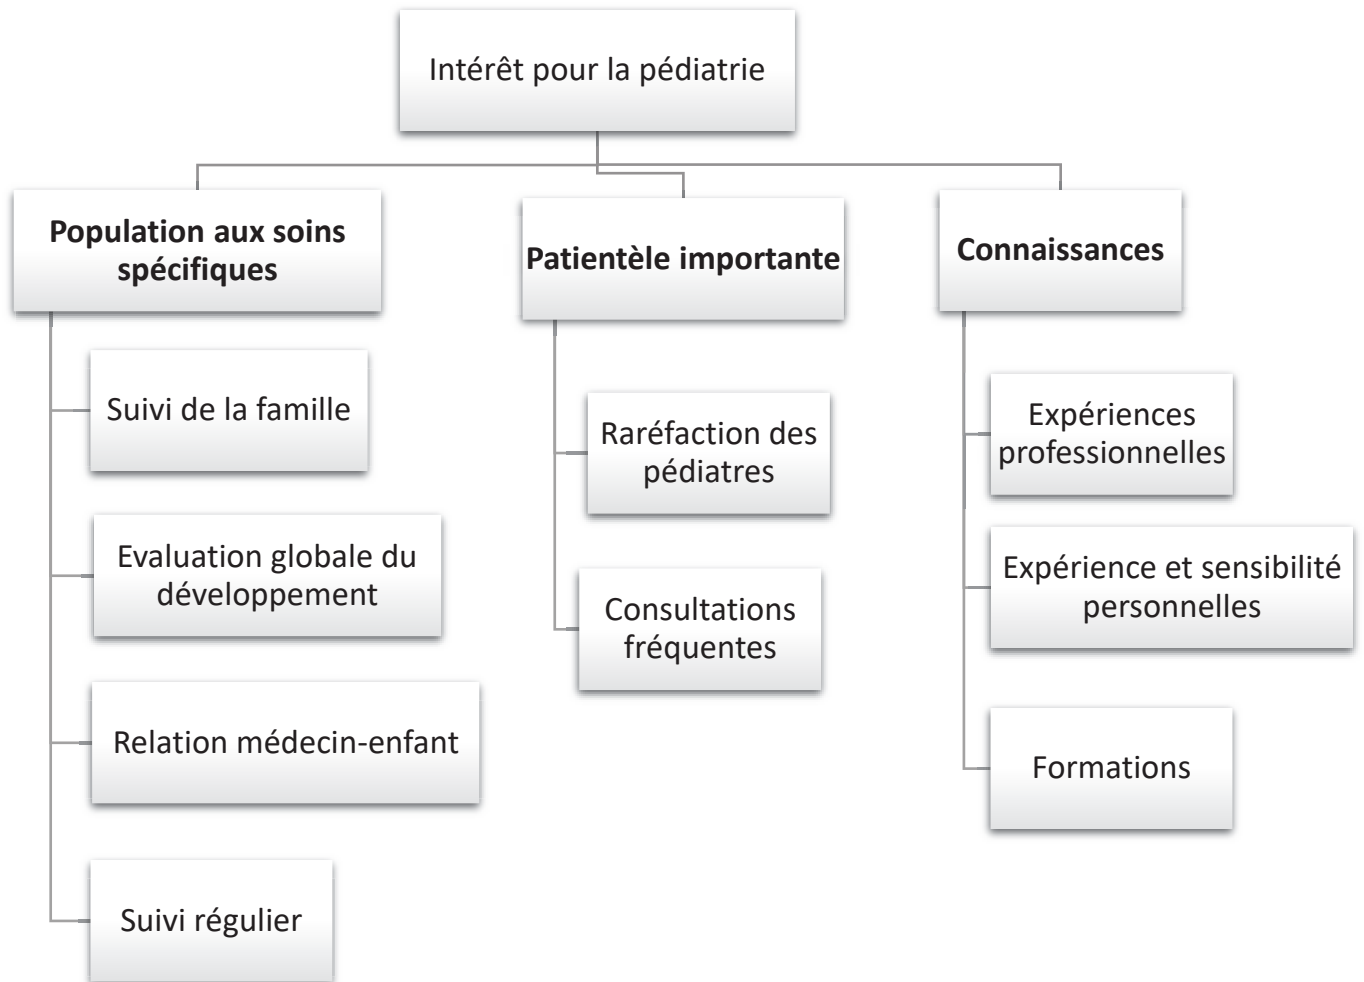 Intérêt pour la pédiatrie
Population aux soins
spécifiques
Suivi de la famille
Evaluation globale du
développement
Relation médecin-enfant
Suivi régulier
Patientèle importante
Raréfaction des
pédiatres
Consultations
fréquentes
Connaissances
Expériences
professionnelles
Expérience et sensibilité
personnelles
Formations